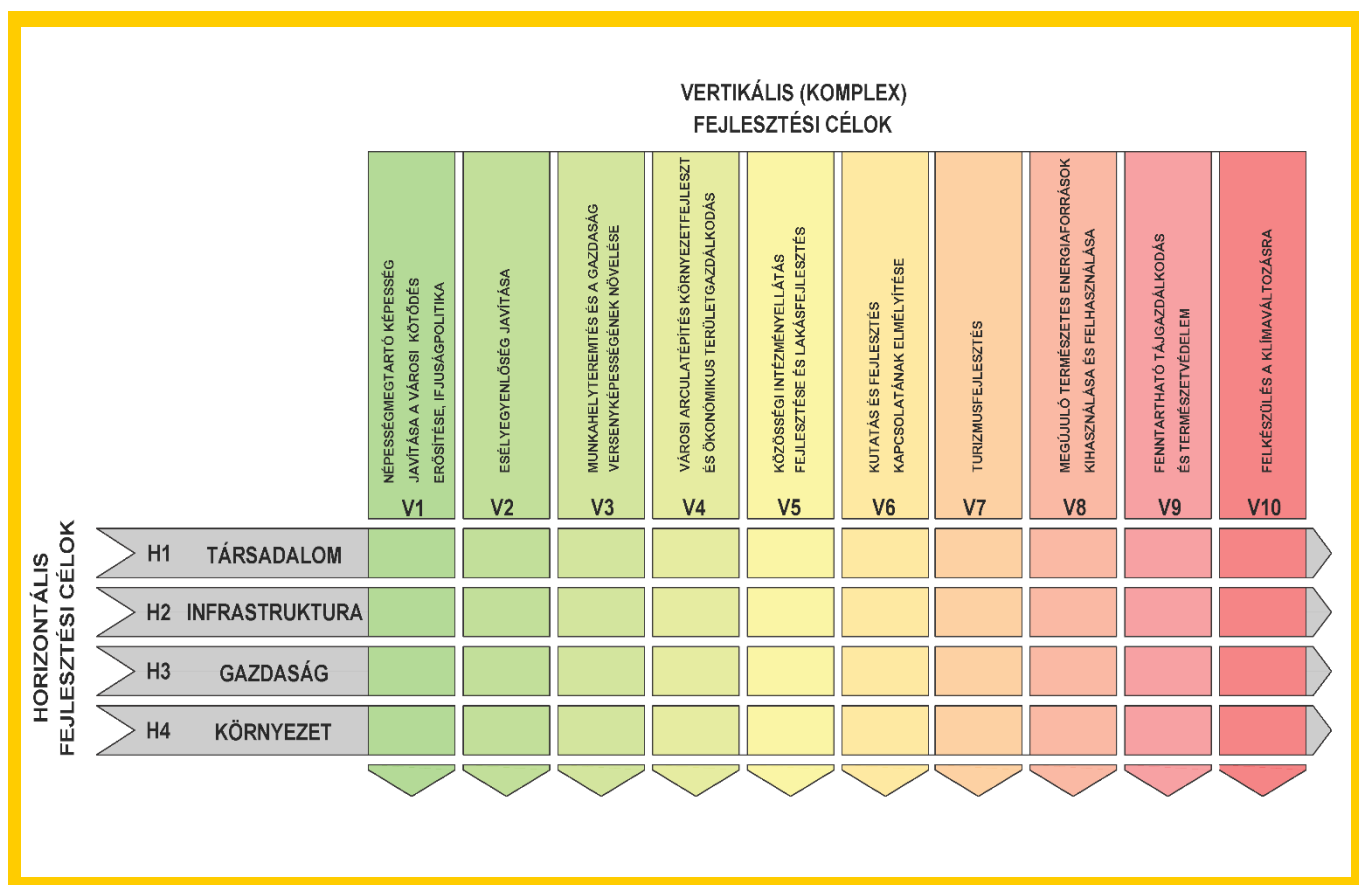 VERTIKÁLIS (KOMPLEX)
FEJLESZTÉSI CÉLOK
NÉPESSÉGMEGTARTÓ KÉPESSÉG
JAVÍTÁSA A VÁROSI KÖTŐDÉS
ERŐSÍTÉSE, IFJUSÁGPOLITIKA
V1
ESÉLYEGYENLŐSÉG JAVÍTÁSA
V2
MUNKAHELYTEREMTÉS ÉS A GAZDASÁG
VERSENYKÉPESSÉGÉNEK NÖVELÉSE
V3
VÁROSI ARCULATÉPÍTÉS KÖRNYEZETFEJLESZT
ÉS ÖKONÓMIKUS TERÜLETGAZDÁLKODÁS
V4
KÖZÖSSÉGI INTÉZMÉNYELLÁTÁS
FEJLESZTÉSE ÉS LAKÁSFEJLESZTÉS
V5
KUTATÁS ÉS FEJLESZTÉS
KAPCSOLATÁNAK ELMÉLYÍTÉSE
V6
TURIZMUSFEJLESZTÉS
V7
MEGÚJULÓ TERMÉSZETES ENERGIAFORRÁSOK
KIHASZNÁLÁSA ÉS FELHASZNÁLÁSA
V8
FENNTARTHATÓ TÁJGAZDÁLKODÁS
ÉS TERMÉSZETVÉDELEM
V9
FELKÉSZÜLÉS A KLÍMAVÁLTOZÁSRA
V10
HORIZONTÁLIS
FEJLESZTÉSI CÉLOK
H1 TÁRSADALOM
H2 INFRASTRUKTURA
H3 GAZDASÁG
H4 KÖRNYEZET